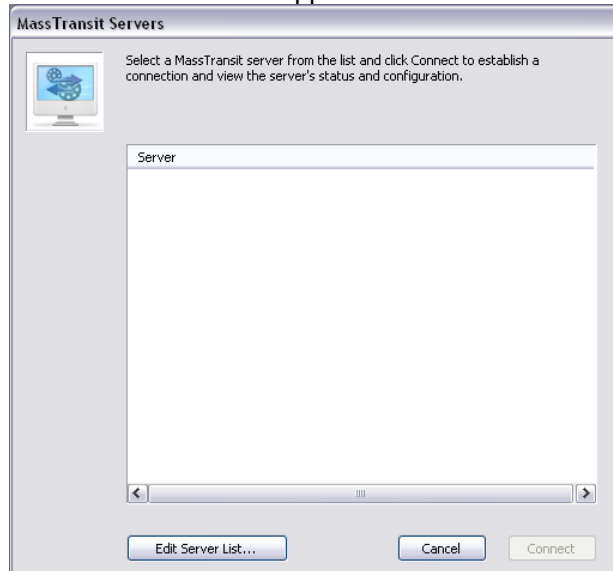 MassTransit Servers
Select a MassTransit server from the list and click Connect to establish a
connection and view the server's status and configuration.
Server
Edit Server List...
Cancel
Connect